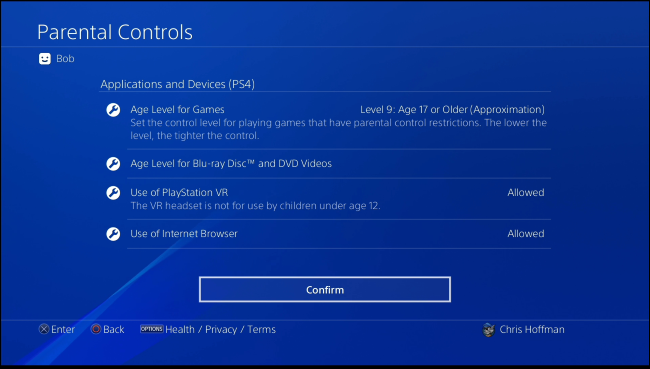 Parental Controls
Bob
Applications and Devices (PS4)
Age Level for Games Level 9: Age 17 or Older (Approximation)
Set the control level for playing games that have parental control restrictions. The lower the
level, the tighter the control.
Age Level for Blu-ray Disc™ and DVD Videos
Use of PlayStation VR Allowed
The VR headset is not for use by children under age 12.
Use of Internet Browser Allowed
Confirm
Enter Back OPTIONS Health / Privacy / Terms Chris Hoffman